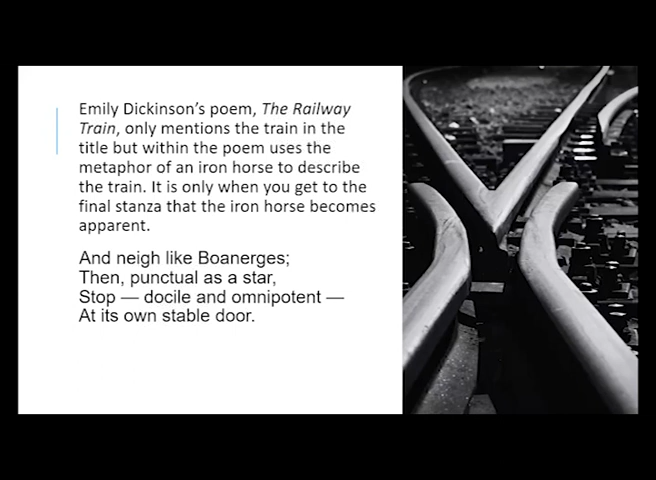 Emily Dickinson's poem, The Railway
Train, only mentions the train in the
title but within the poem uses the
metaphor of an iron horse to describe
the train. It is only when you get to the
final stanza that the iron horse becomes
apparent.
And neigh like Boanerges;
Then, punctual as a star,
Stop — docile and omnipotent —
At its own stable door.